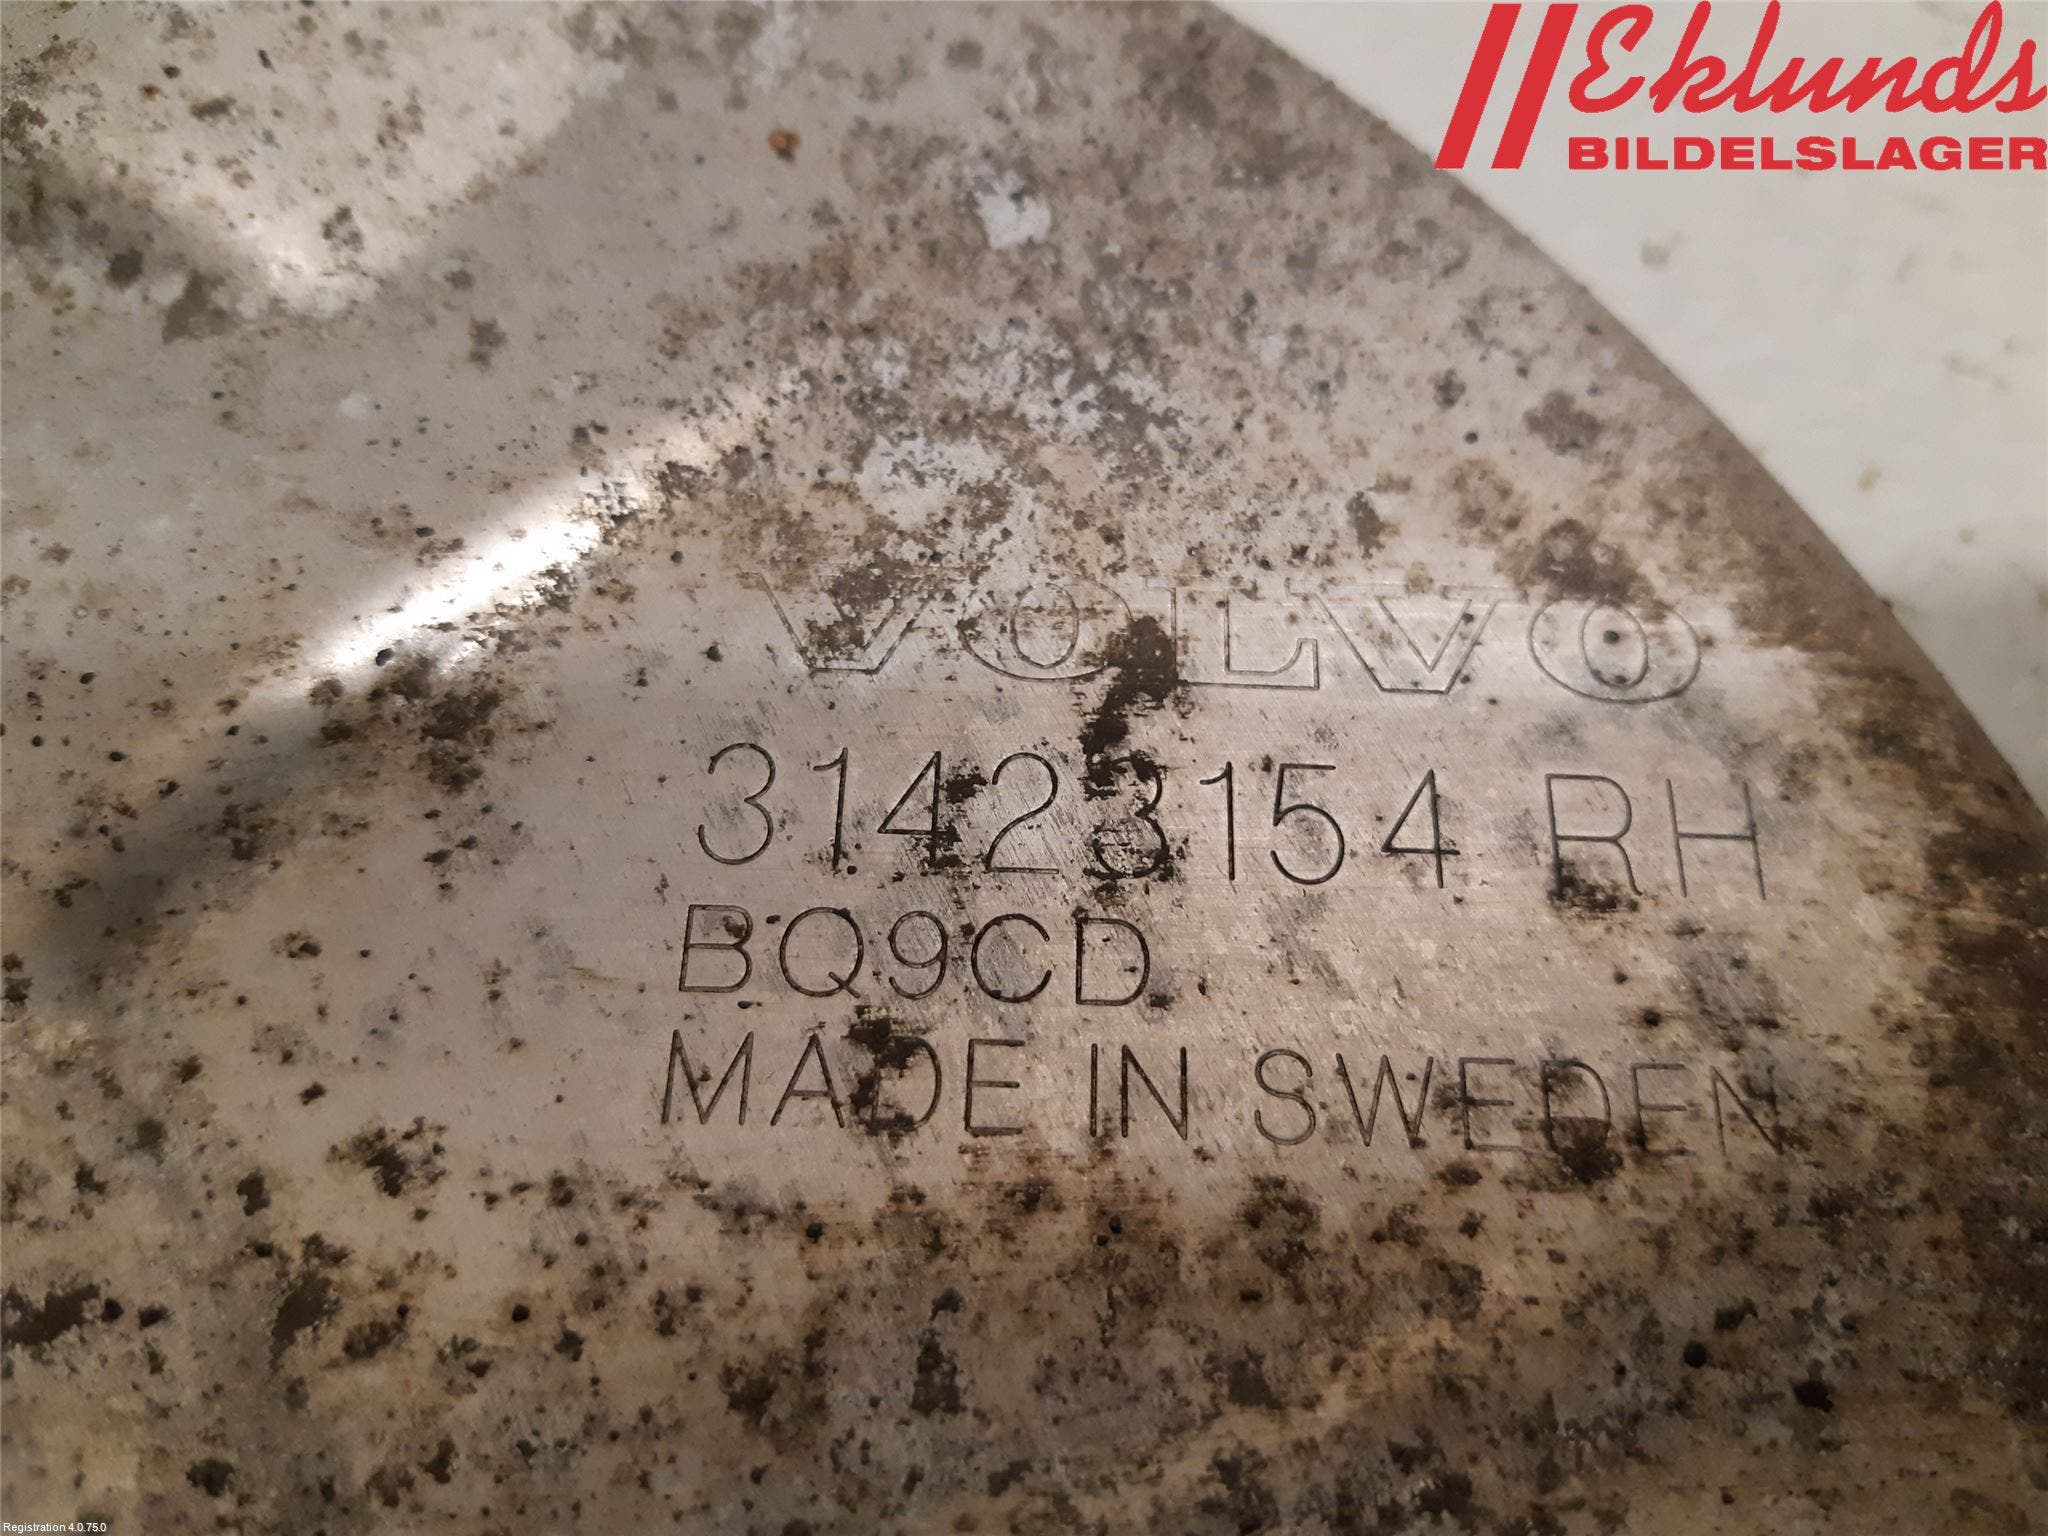 Eklunds
BILDELSLAGER
VOLVO
31423154 RH
BQ9CD
MADE IN SWEDEN
Registration 4.0.75.0